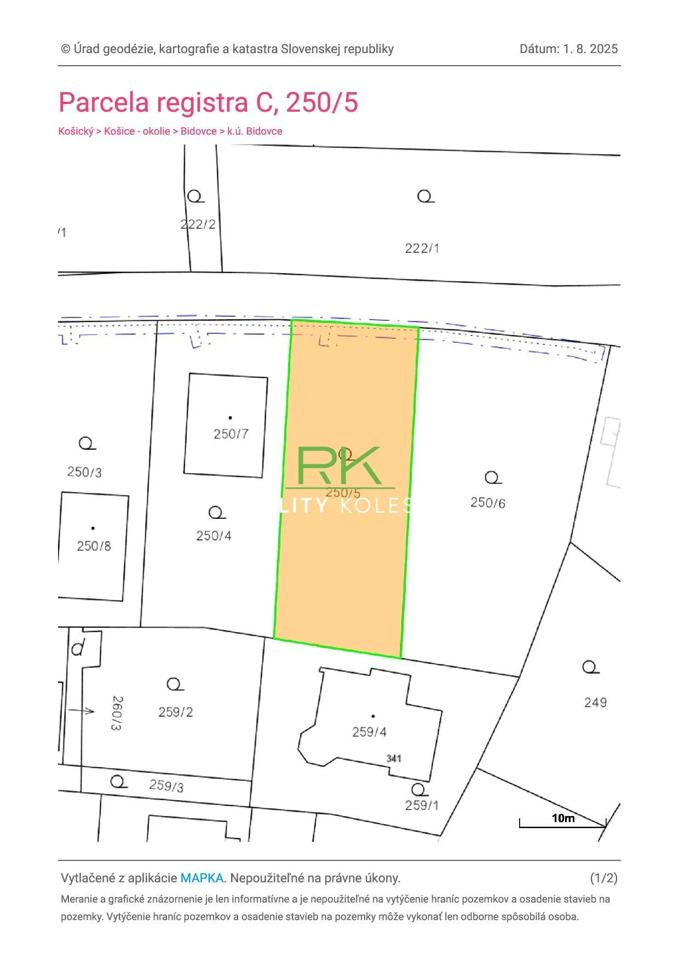 © Úrad geodézie, kartografie a katastra Slovenskej republiky
Dátum: 1. 8. 2025
Parcela registra C, 250/5
Košický > Košice - okolie > Bidovce > k.ú. Bidovce
222/2
/1
222/1
250/7
250/3
RK
250/5
250/6
LITY KOLES
250/4
250/8
249
260/3
259/2
259/4
341
259/3
259/1
10m
Vytlačené z aplikácie MAPKA. Nepoužiteľné na právne úkony.
(1/2)
Meranie a grafické znázornenie je len informatívne a je nepoužiteľné na vytýčenie hraníc pozemkov a osadenie stavieb na
pozemky. Vytýčenie hraníc pozemkov a osadenie stavieb na pozemky môže vykonať len odborne spôsobilá osoba.